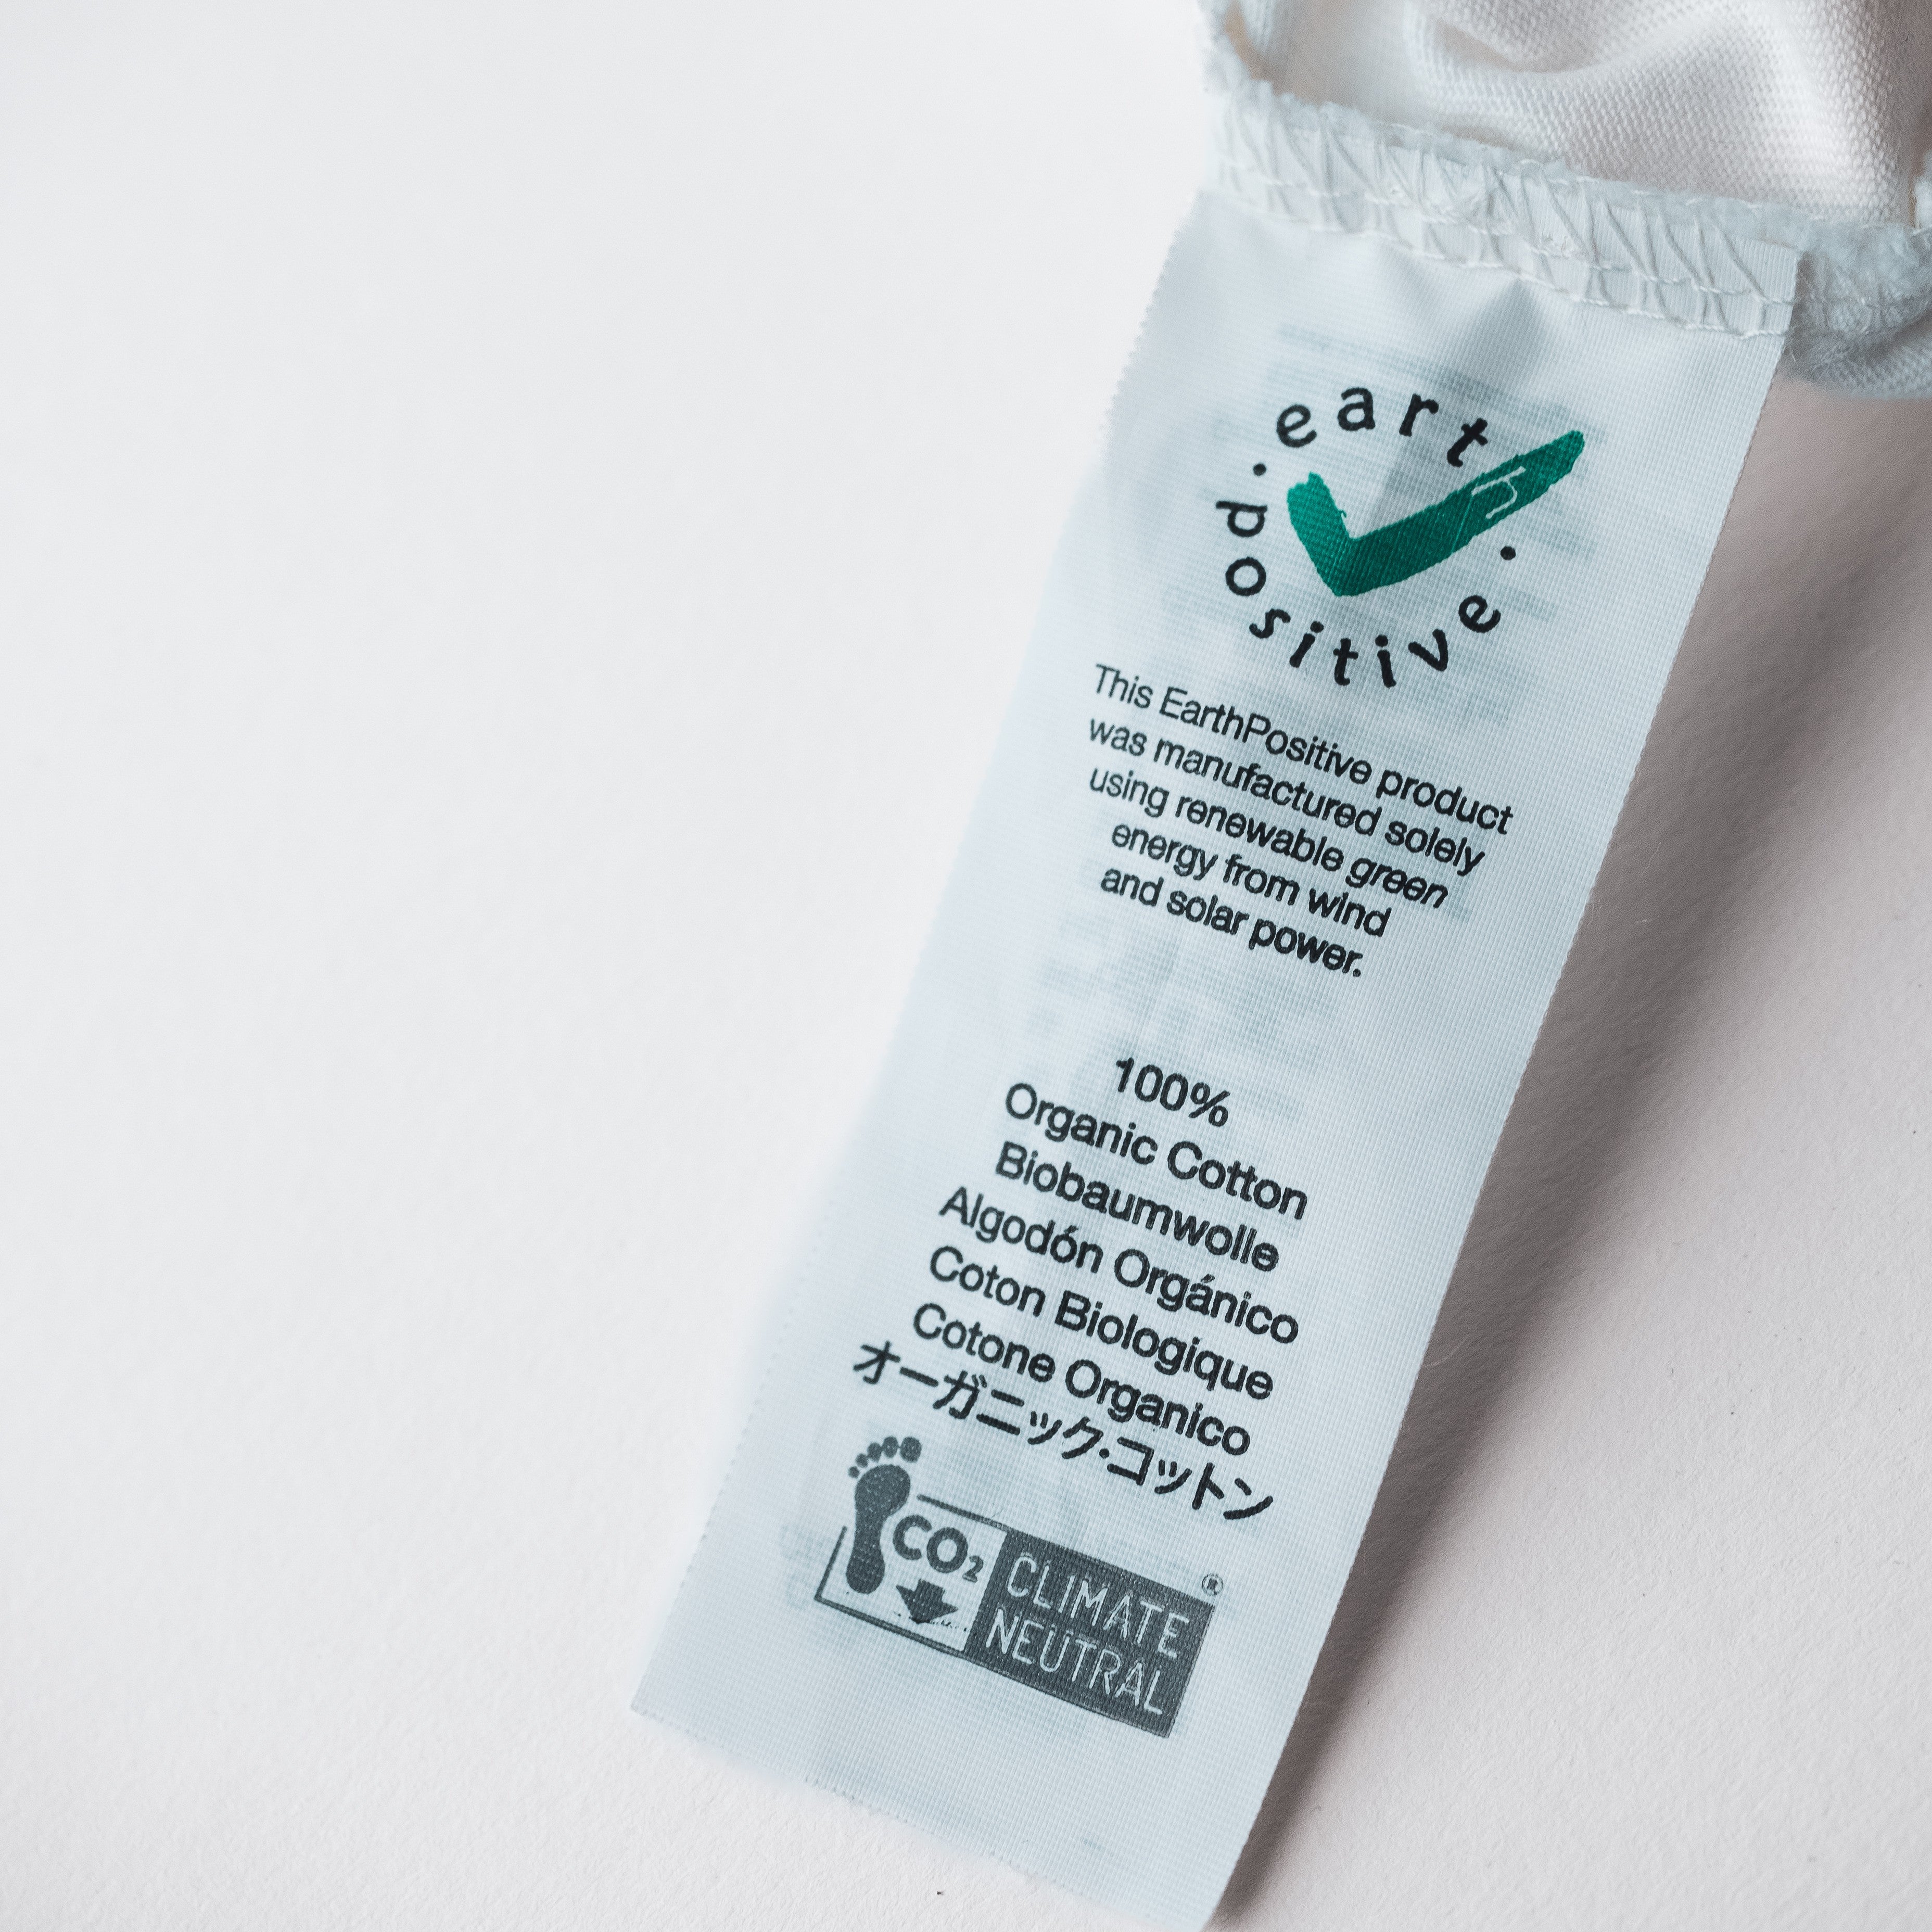 earth
positive
This EarthPositive product
was manufactured solely
using renewable green
energy from wind
and solar power.
100%
Organic Cotton
Biobaumwolle
Algodón Orgánico
Coton Biologique
Cotone Organico
オーガニック・コットン
CO₂
CLIMATE
NEUTRAL
®